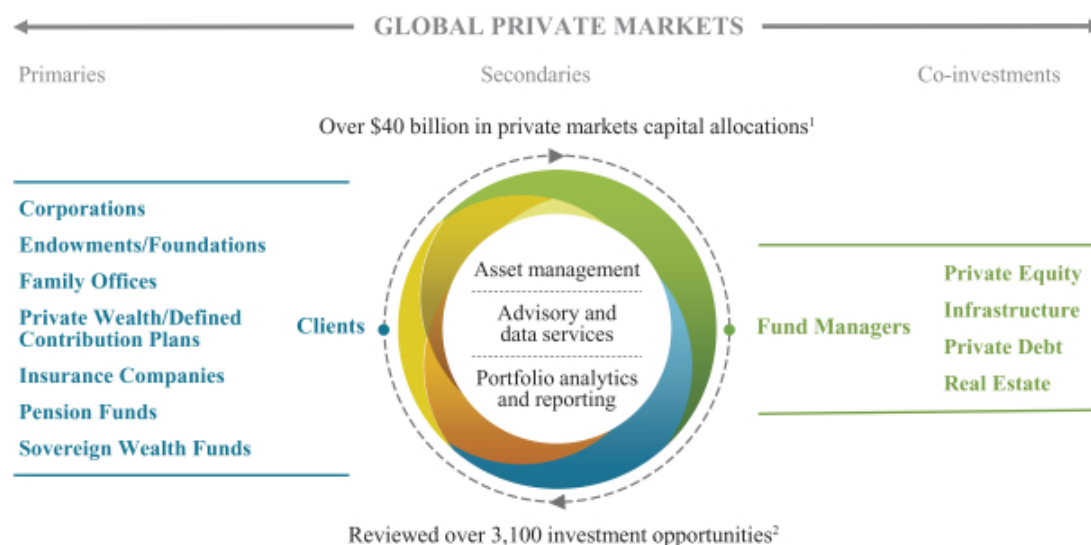 GLOBAL PRIVATE MARKETS
Primaries
Secondaries
Co-investments
Over $40 billion in private markets capital allocations¹
Corporations
Endowments/Foundations
Family Offices
Private Wealth/Defined
Contribution Plans
Insurance Companies
Pension Funds
Sovereign Wealth Funds
Clients
Asset management
Advisory and
data services
Portfolio analytics
and reporting
Fund Managers
Private Equity
Infrastructure
Private Debt
Real Estate
Reviewed over 3,100 investment opportunities²